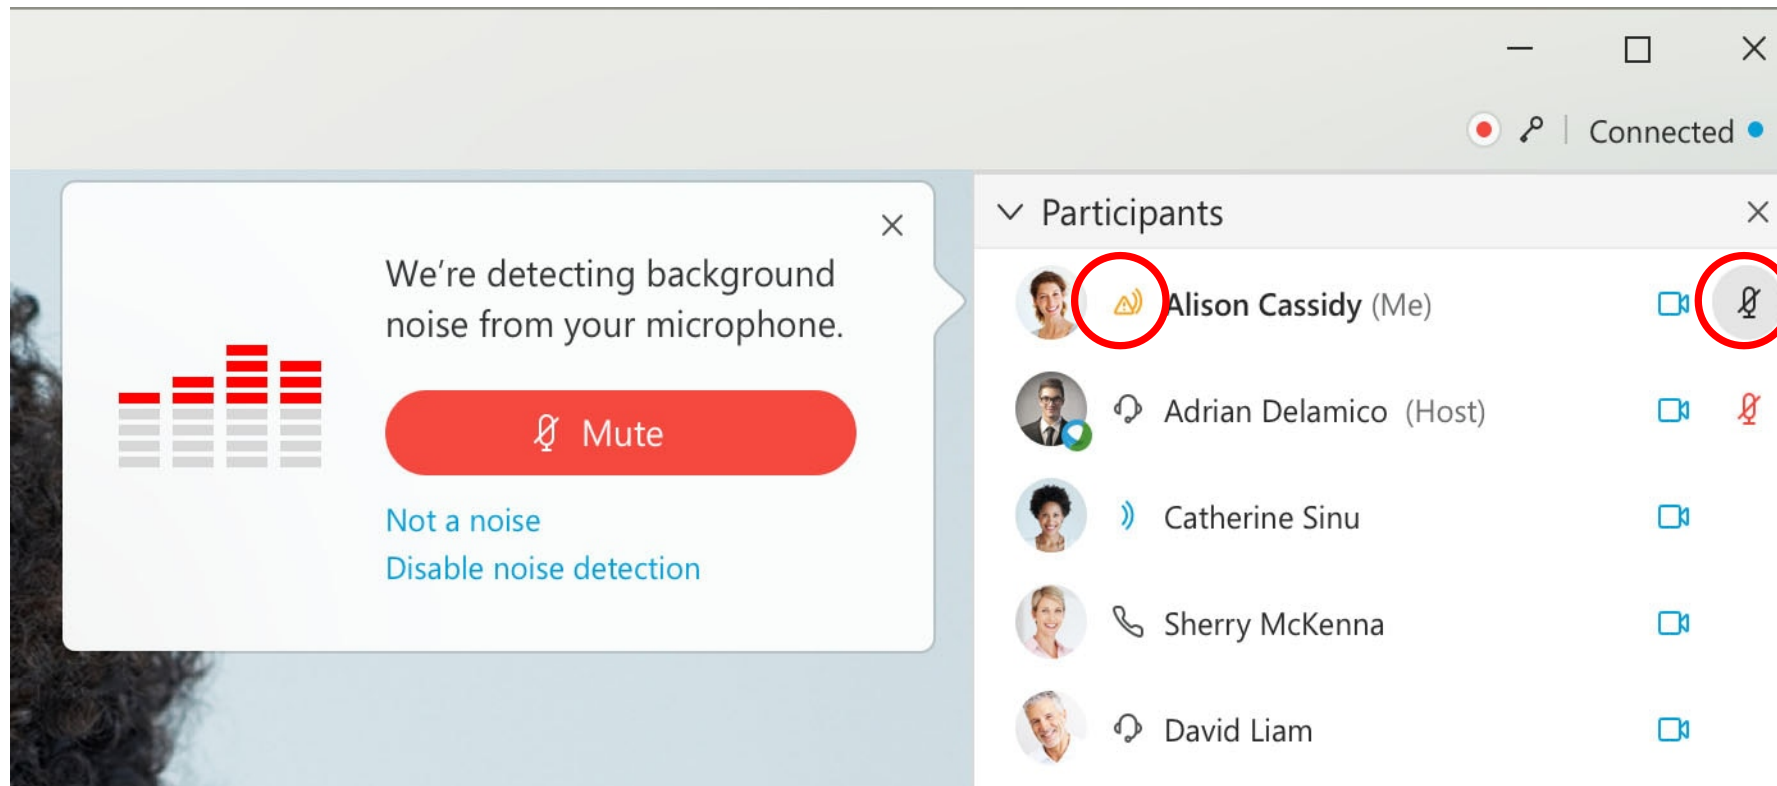 Connected
Participants
We're detecting background
noise from your microphone.
Mute
Not a noise
Disable noise detection
Alison Cassidy (Me)
Adrian Delamico (Host)
Catherine Sinu
Sherry McKenna
David Liam